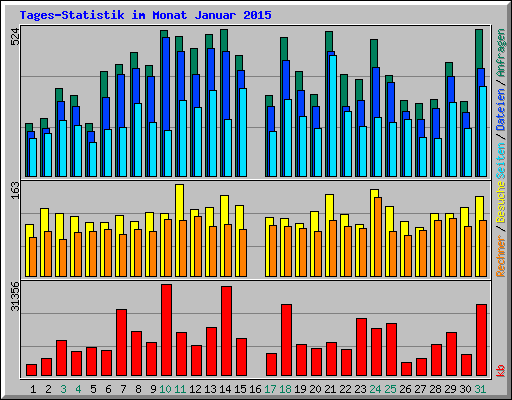 Tages-Statistik im Monat Januar 2015
524
163
31356
Rechner / Besuche Seiten / Dateien / Anfragen
kb
1 2 3 4 5 6 7 8 9 10 11 12 13 14 15 16 17 18 19 20 21 22 23 24 25 26 27 28 29 30 31